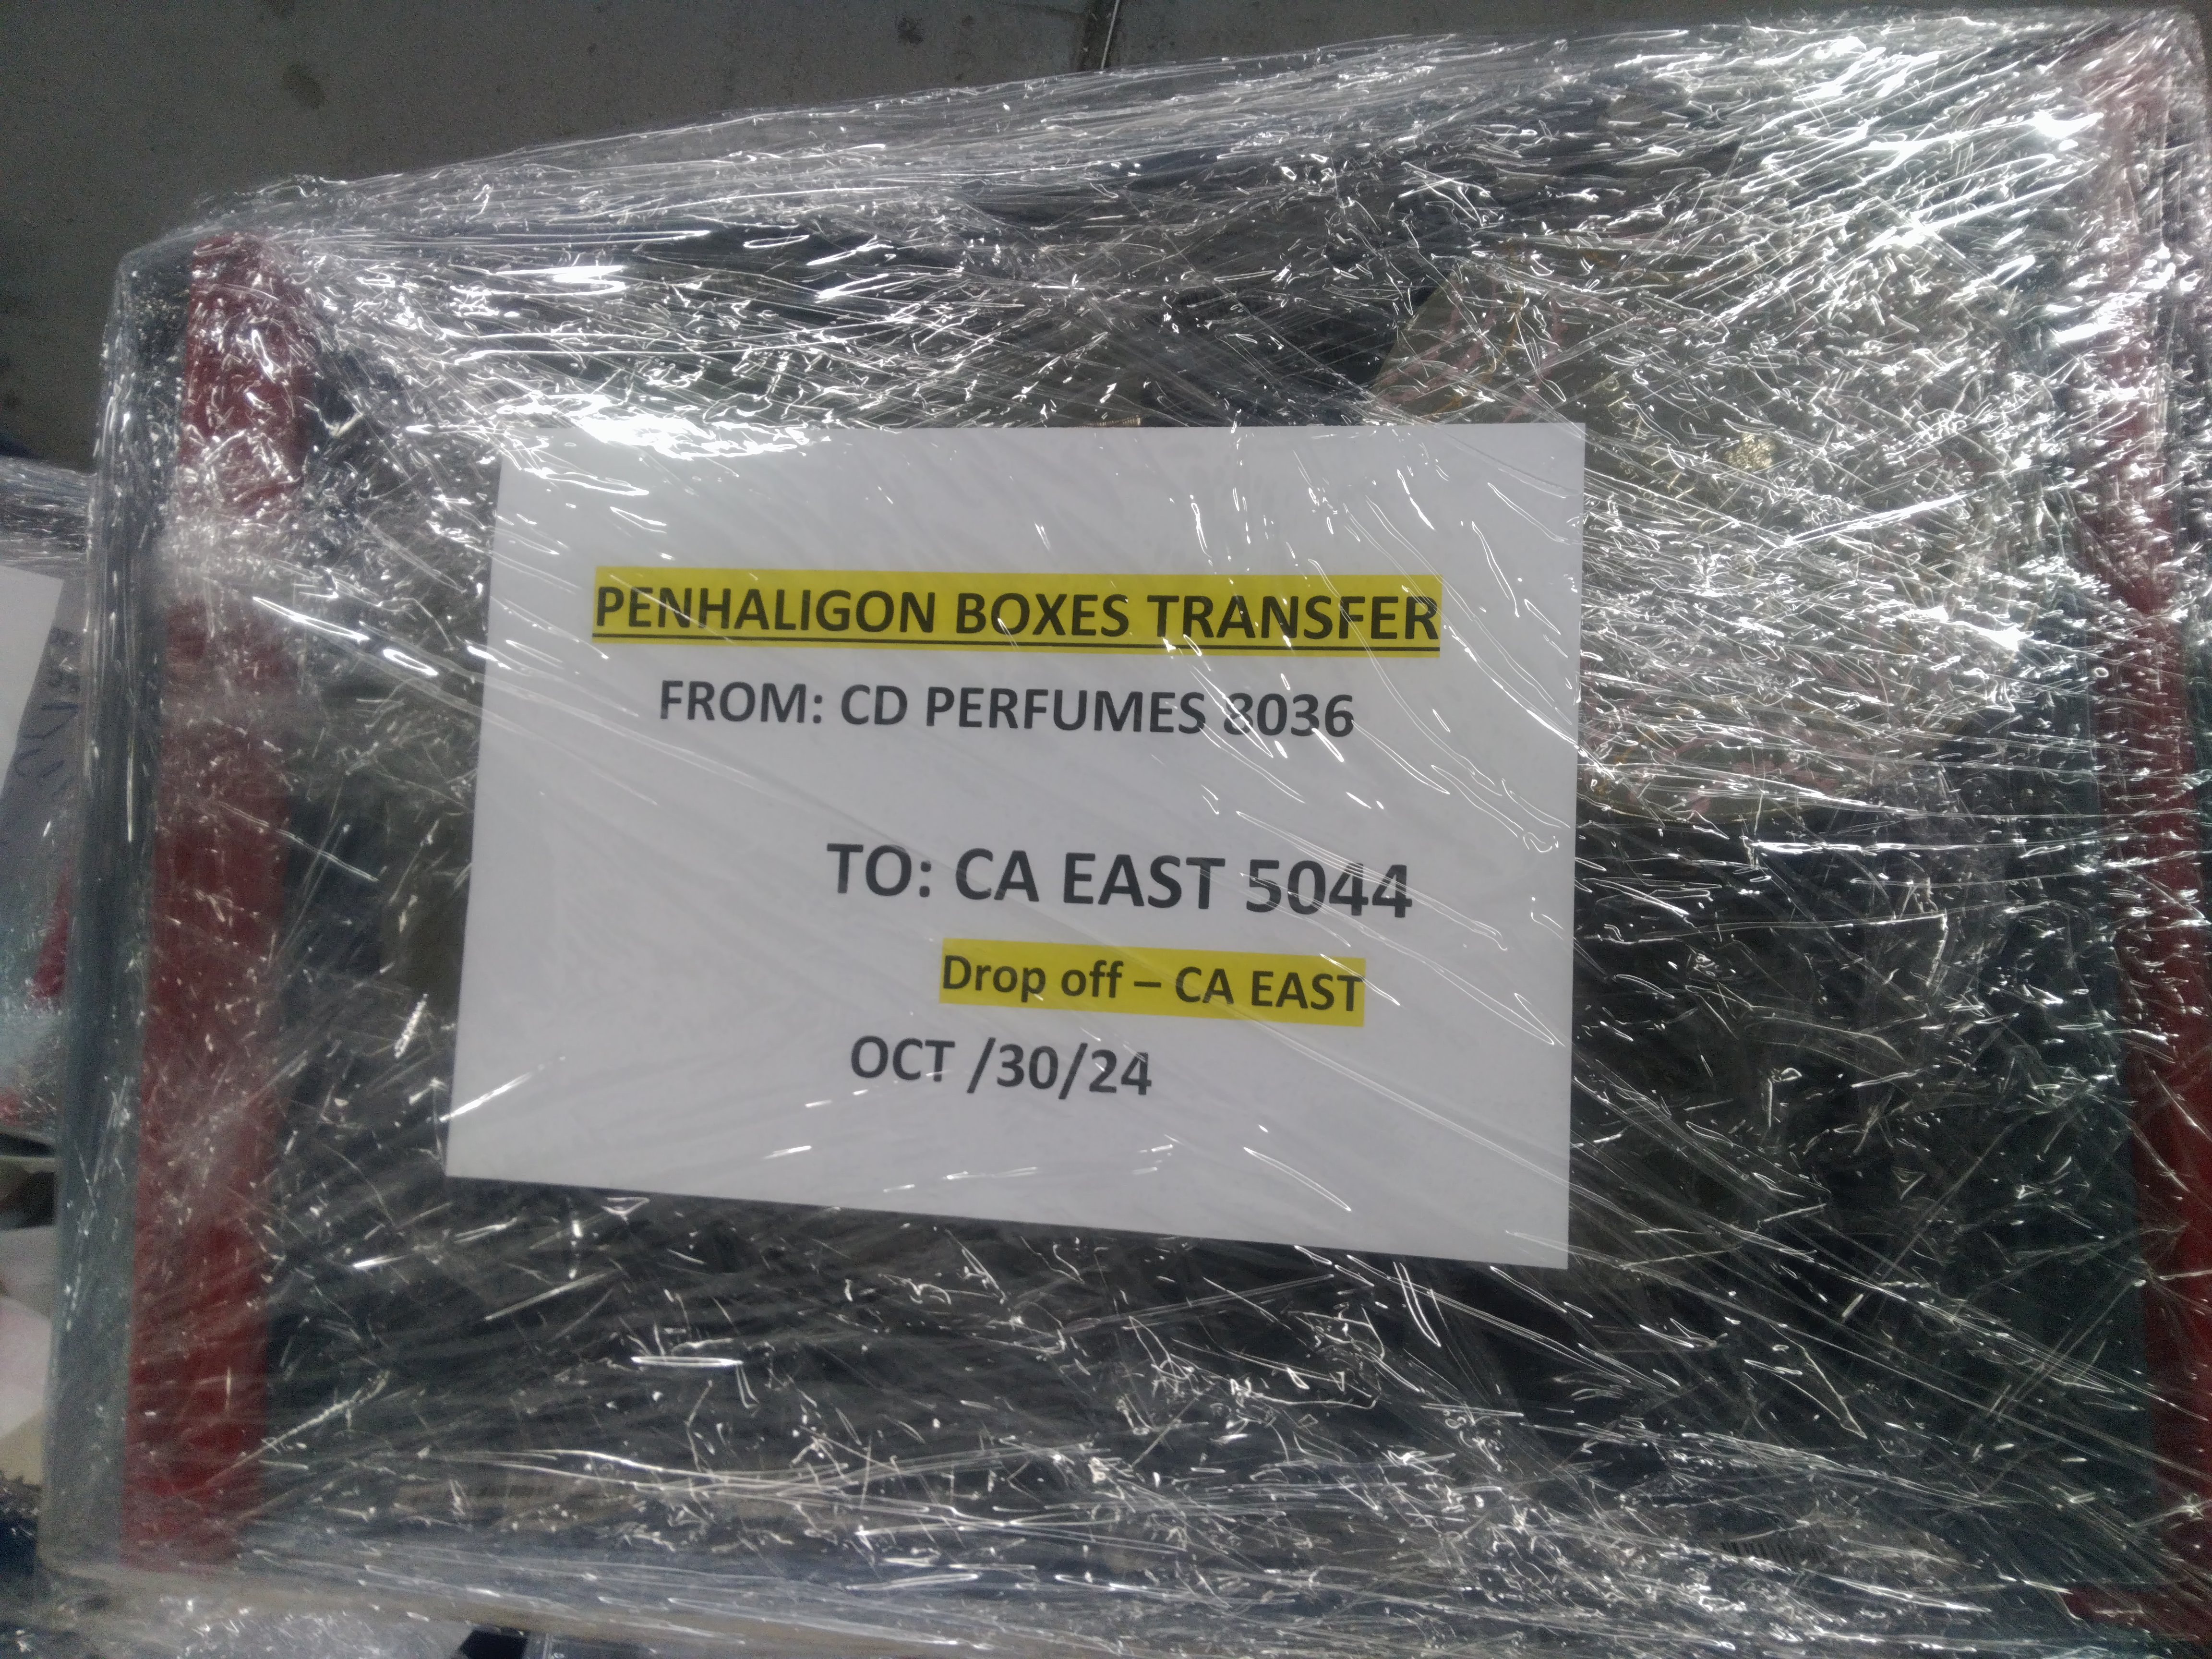 PENHALIGON BOXES TRANSFER
FROM: CD PERFUMES 8036
TO: CA EAST 5044
Drop off – CA EAST
OCT /30/24